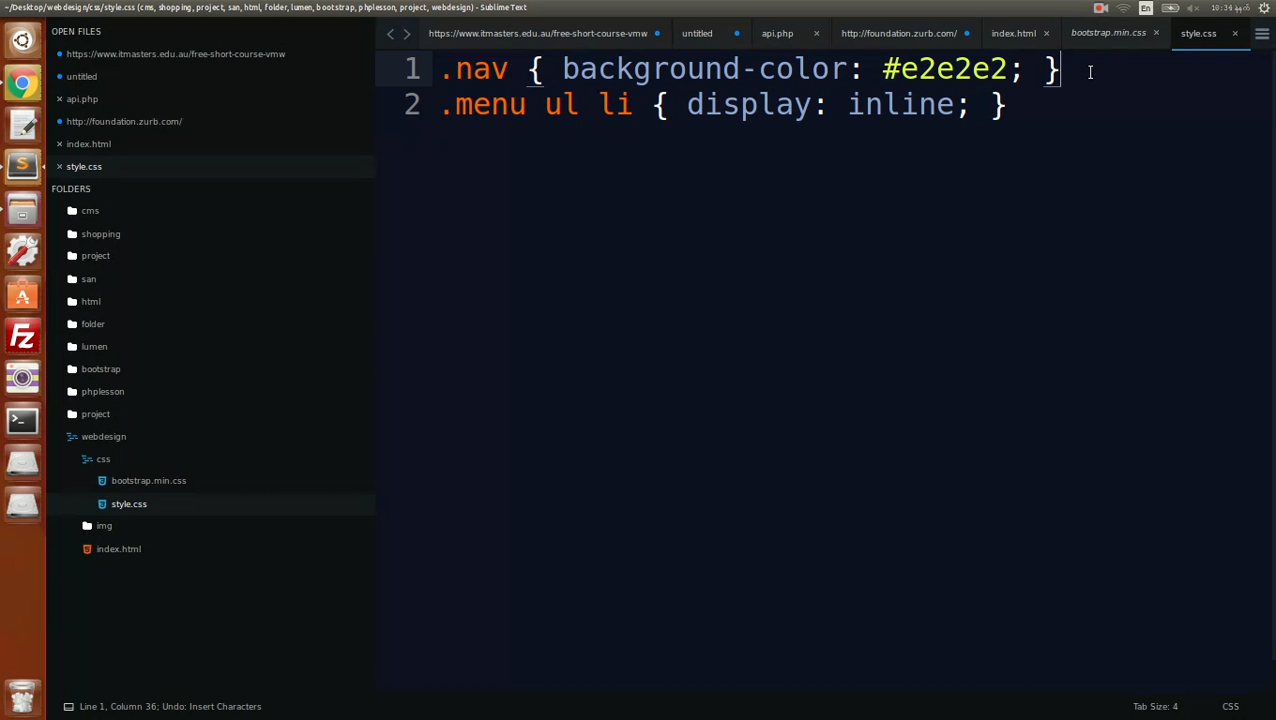 ~/Desktop/webdesign/css/style.css (cms, shopping, project, san, html, folder, lumen, bootstrap, phplesson, project, webdesign) - Sublime Text
En
OPEN FILES
https://www.itmasters.edu.au/free-short-course-vmw
untitled
api.php
http://foundation.zurb.com/
index.html
style.css
FOLDERS
cms
shopping
project
san
html
folder
lumen
bootstrap
phplesson
project
webdesign
css
bootstrap.min.css
style.css
img
index.html
https://www.itmasters.edu.au/free-short-course-vmw
untitled
api.php
http://foundation.zurb.com/
index.html
bootstrap.min.css
style.css
1 .nav { background-color: #e2e2e2; }
2 .menu ul li { display: inline; }
Line 1, Column 36; Undo: Insert Characters
Tab Size: 4
CSS